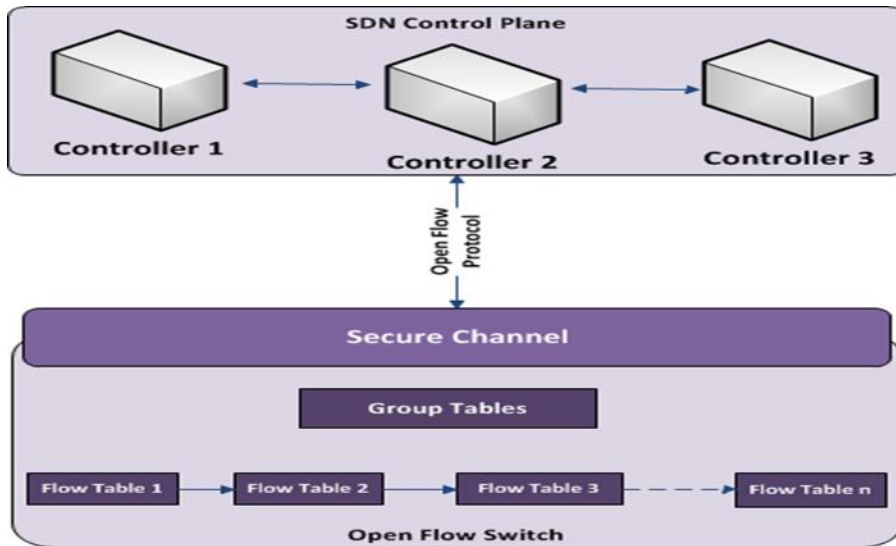 SDN Control Plane
Controller 1
Controller 2
Controller 3
Open Flow
Protocol
Secure Channel
Group Tables
Flow Table 1
Flow Table 2
Flow Table 3
Flow Table n
Open Flow Switch